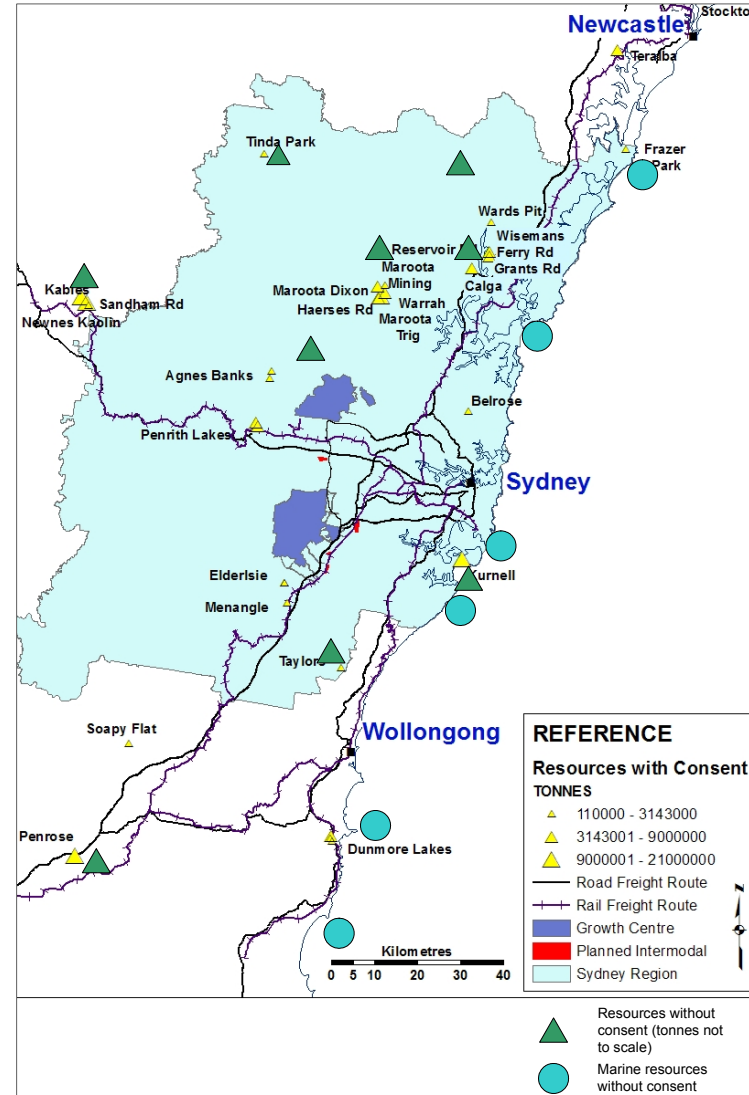 Newcastle
Stockto
Teralba
Tinda Park
Frazer
Park
Wards Pit
Wisemans
Reservoir
Ferry Rd
Maroota
Grants Rd
Mining
Calga
Kables
Sandham Rd
Maroota Dixon
Warrah
Newnes Kaolin
Haerses Rd
Maroota
Trig
Agnes Banks
Belrose
Penrith Lakes
Sydney
Elderlsie
urnell
Menangle
Taylors
Soapy Flat
Wollongong
Penrose
Dunmore Lakes
Kilometres
0 5 10 20 30 40
REFERENCE
Resources with Consent
TONNES
110000 - 3143000
3143001 - 9000000
9000001 - 21000000
Road Freight Route
Rail Freight Route
Growth Centre
Planned Intermodal
Sydney Region
N
Resources without
consent (tonnes not
to scale)
Marine resources
without consent